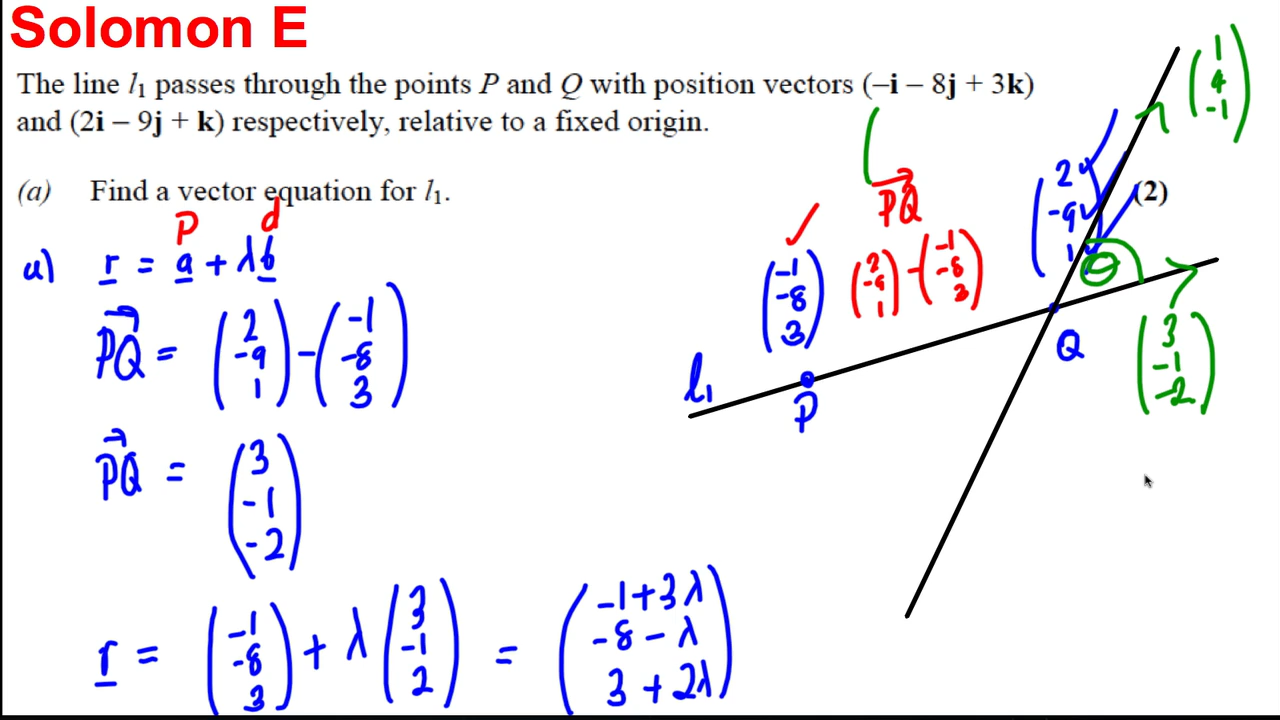 Solomon E
The line l₁ passes through the points P and Q with position vectors (–i – 8j + 3k)
and (2i – 9j + k) respectively, relative to a fixed origin.
(a) Find a vector equation for l₁.
(2)
P d
a) r = a + λb
PQ = (2 -9 1) - (-1 -8 3)
PQ = (3 -1 -2)
r = (-1 -8 3) + λ (3 -1 2) = (-1+3λ -8-λ 3+2λ)
PQ
(-1 -8 3)
(2 -9 1) - (-1 -8 3)
(2 -9 1)
(1 4 -1)
θ
l₁
P
Q
(3 -1 -2)